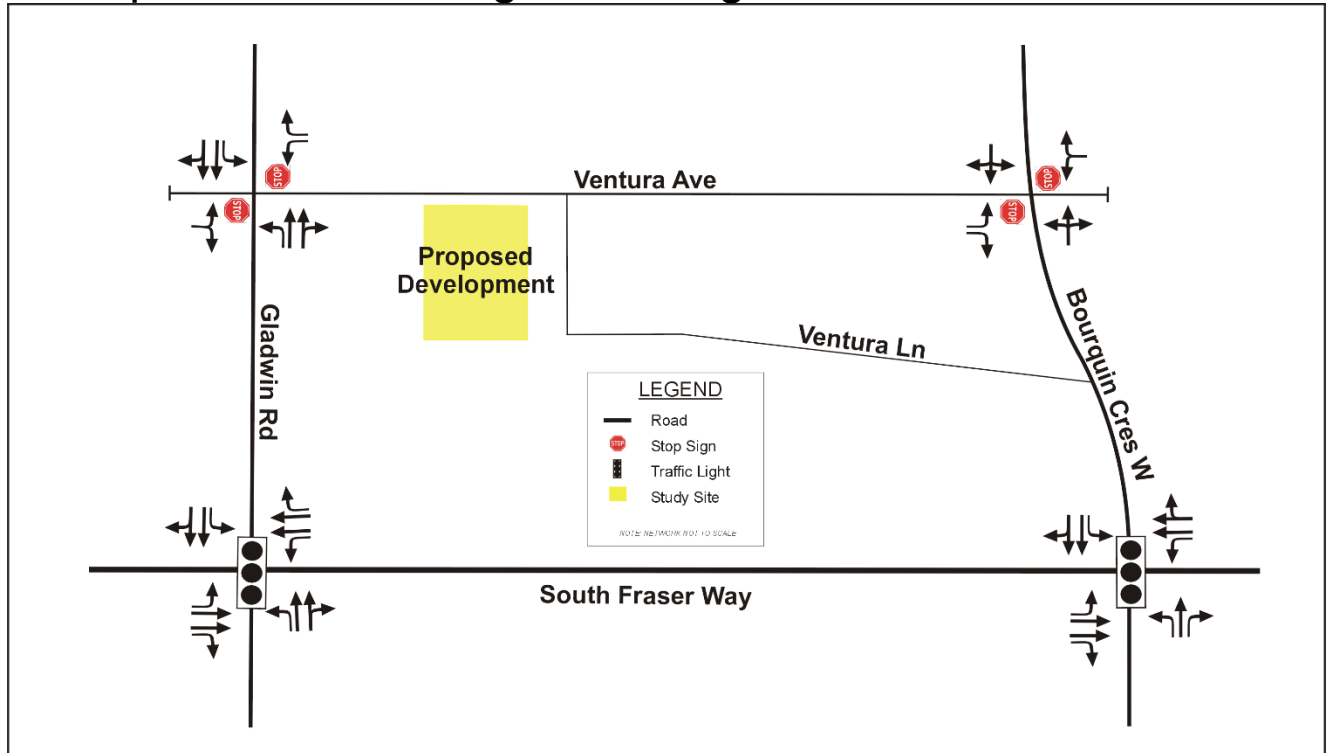 STOP
STOP
Ventura Ave
STOP
STOP
Proposed
Development
Gladwin Rd
Ventura Ln
Bourquin Cres W
LEGEND
Road
STOP
Stop Sign
Traffic Light
Study Site
NOTE: NETWORK NOT TO SCALE
South Fraser Way